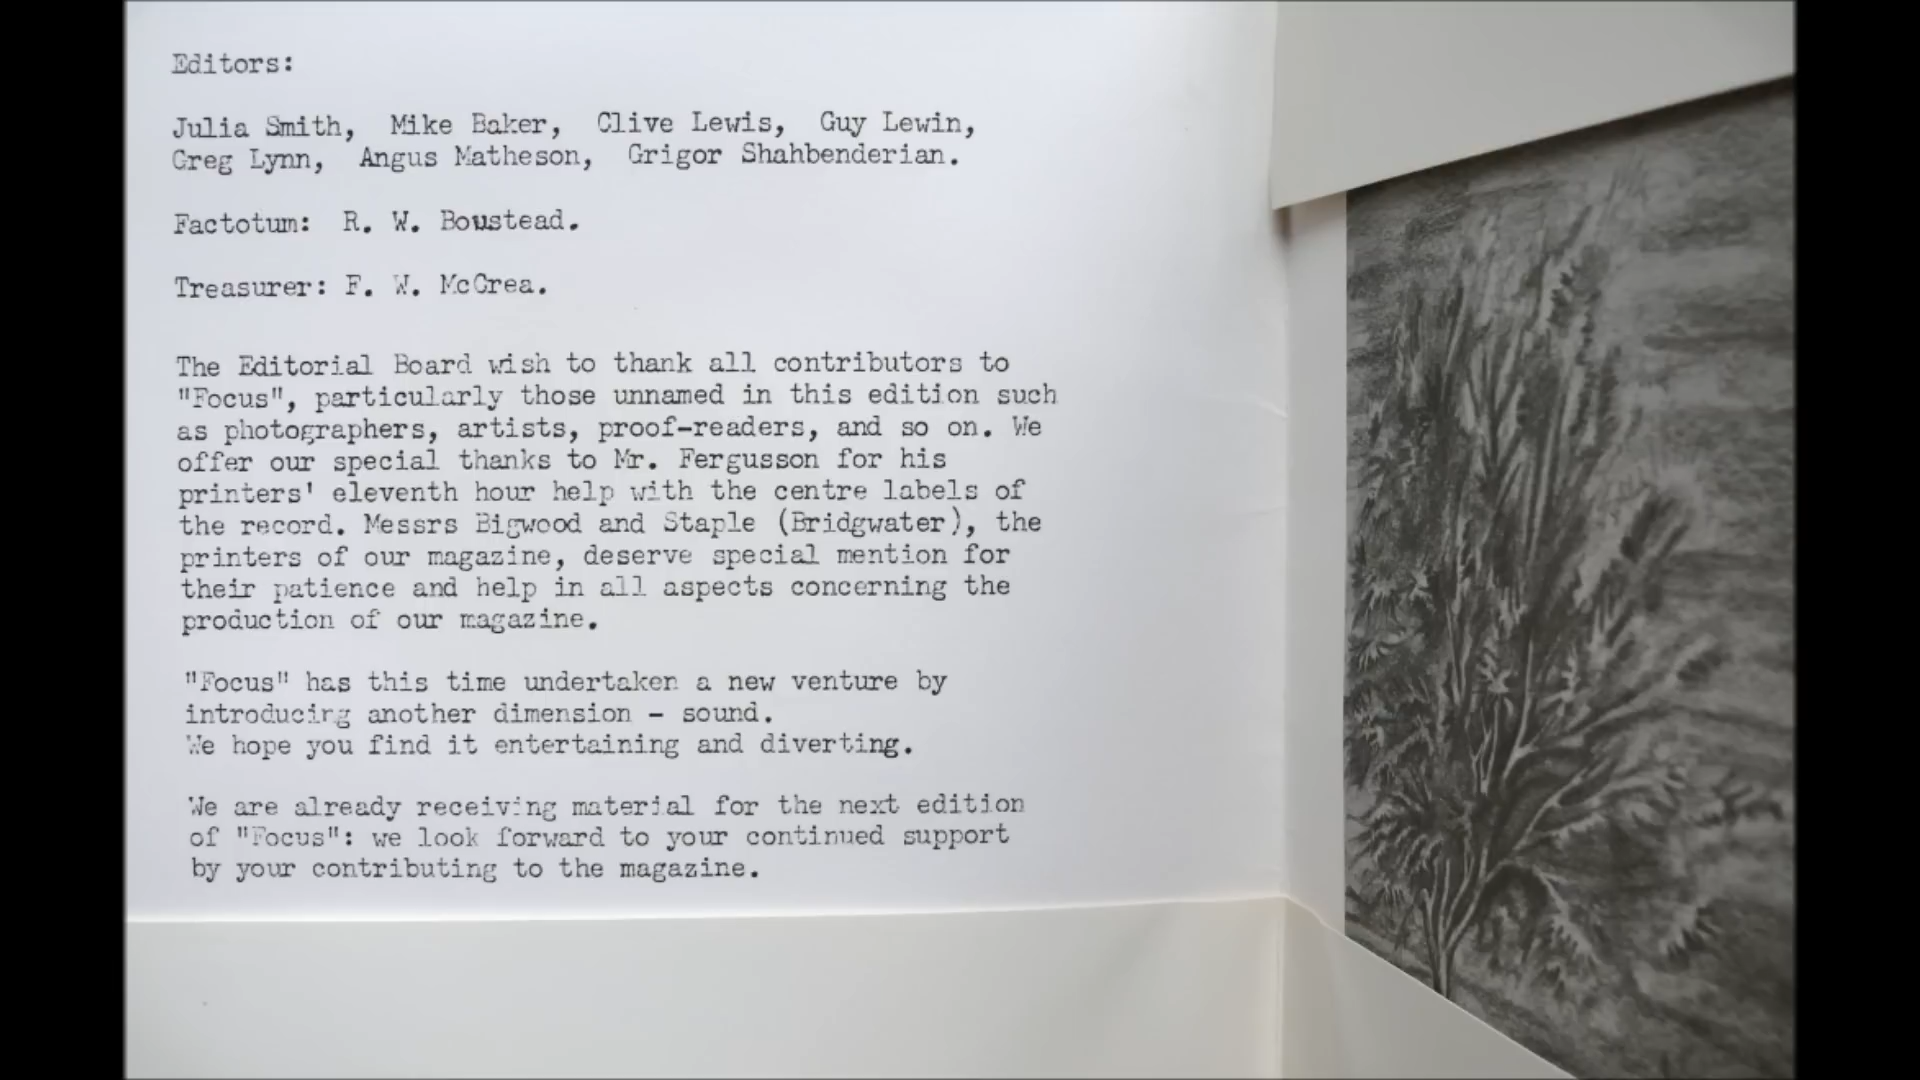 Editors:
Julia Smith, Mike Baker, Clive Lewis, Guy Lewin,
Greg Lynn, Angus Matheson, Grigor Shahbenderian.
Factotum: R. W. Boustead.
Treasurer: F. W. McCrea.
The Editorial Board wish to thank all contributors to
"Focus", particularly those unnamed in this edition such
as photographers, artists, proof-readers, and so on. We
offer our special thanks to Mr. Fergusson for his
printers' eleventh hour help with the centre labels of
the record. Messrs Bigwood and Staple (Bridgwater), the
printers of our magazine, deserve special mention for
their patience and help in all aspects concerning the
production of our magazine.
"Focus" has this time undertaken a new venture by
introducing another dimension - sound.
We hope you find it entertaining and diverting.
We are already receiving material for the next edition
of "Focus": we look forward to your continued support
by your contributing to the magazine.